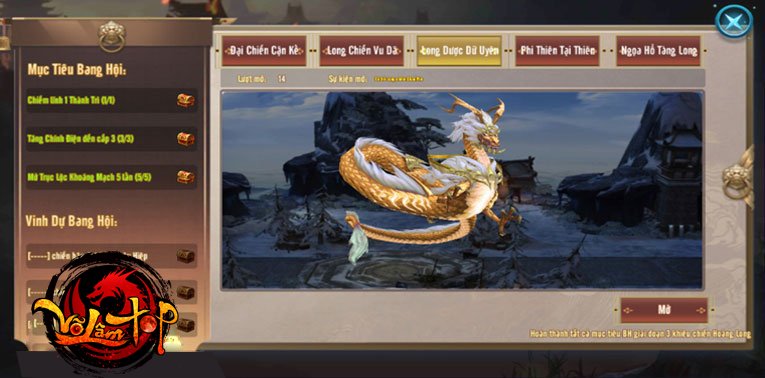 Đại Chiến Cận Kề
Long Chiến Vu Dã
Long Dược Dữ Uyên
Phi Thiên Tại Thiên
Ngọa Hổ Tàng Long
Lượt mở: 14
Sự kiện mở:
Mục Tiêu Bang Hội:
Chiếm lĩnh 1 Thành Trì (1/1)
Tăng Chính Điện đến cấp 3 (3/3)
Mở Trục Lộc Khoáng Mạch 5 lần (5/5)
Vinh Dự Bang Hội:
[-----] chiến Hiệp
Võ Lâm Top
Mở
Hoàn thành tất cả mục tiêu BH giai đoạn 3 khiêu chiến Hoàng Long